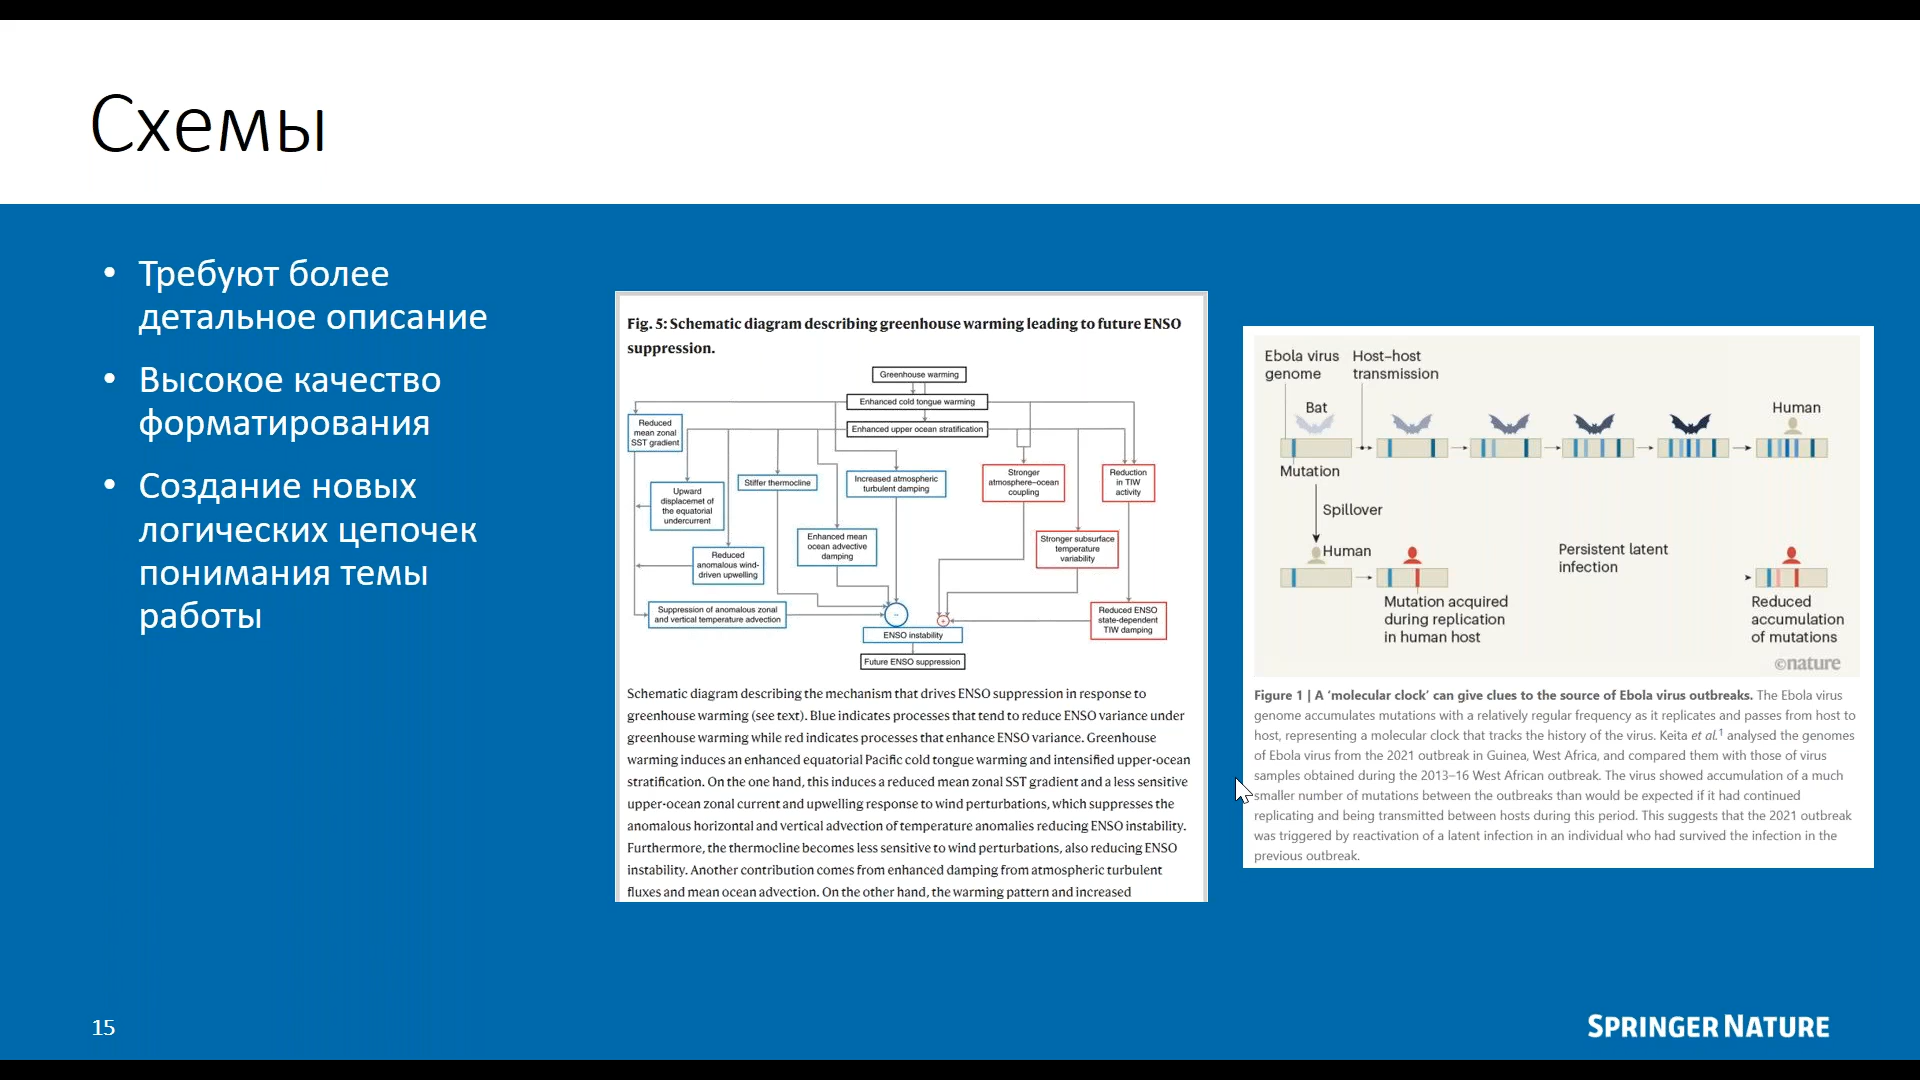 Схемы
• Требуют более
детальное описание
• Высокое качество
форматирования
• Создание новых
логических цепочек
понимания темы
работы
Fig. 5: Schematic diagram describing greenhouse warming leading to future ENSO
suppression.
Greenhouse warming
Enhanced cold tongue warming
Enhanced upper ocean stratification
Reduced
mean zonal
SST gradient
Upward
displacemet of
the equatorial
undercurrent
Stiffer thermocline
Increased atmospheric
turbulent damping
Stronger
atmosphere–ocean
coupling
Reduction
in TIW
activity
Reduced
anomalous wind-
driven upwelling
Enhanced mean
ocean advective
damping
Stronger subsurface
temperature
variability
Suppression of anomalous zonal
and vertical temperature advection
–
+
Reduced ENSO
state-dependent
TIW damping
ENSO instability
Future ENSO suppression
Schematic diagram describing the mechanism that drives ENSO suppression in response to
greenhouse warming (see text). Blue indicates processes that tend to reduce ENSO variance under
greenhouse warming while red indicates processes that enhance ENSO variance. Greenhouse
warming induces an enhanced equatorial Pacific cold tongue warming and intensified upper-ocean
stratification. On the one hand, this induces a reduced mean zonal SST gradient and a less sensitive
upper-ocean zonal current and upwelling response to wind perturbations, which suppresses the
anomalous horizontal and vertical advection of temperature anomalies reducing ENSO instability.
Furthermore, the thermocline becomes less sensitive to wind perturbations, also reducing ENSO
instability. Another contribution comes from enhanced damping from atmospheric turbulent
fluxes and mean ocean advection. On the other hand, the warming pattern and increased
Ebola virus
genome
Host–host
transmission
Bat
Human
Mutation
Spillover
Human
Persistent latent
infection
Mutation acquired
during replication
in human host
Reduced
accumulation
of mutations
©nature
Figure 1 | A ‘molecular clock’ can give clues to the source of Ebola virus outbreaks. The Ebola virus
genome accumulates mutations with a relatively regular frequency as it replicates and passes from host to
host, representing a molecular clock that tracks the history of the virus. Keita et al.¹ analysed the genomes
of Ebola virus from the 2021 outbreak in Guinea, West Africa, and compared them with those of virus
samples obtained during the 2013–16 West African outbreak. The virus showed accumulation of a much
smaller number of mutations between the outbreaks than would be expected if it had continued
replicating and being transmitted between hosts during this period. This suggests that the 2021 outbreak
was triggered by reactivation of a latent infection in an individual who had survived the infection in the
previous outbreak.
15
SPRINGER NATURE